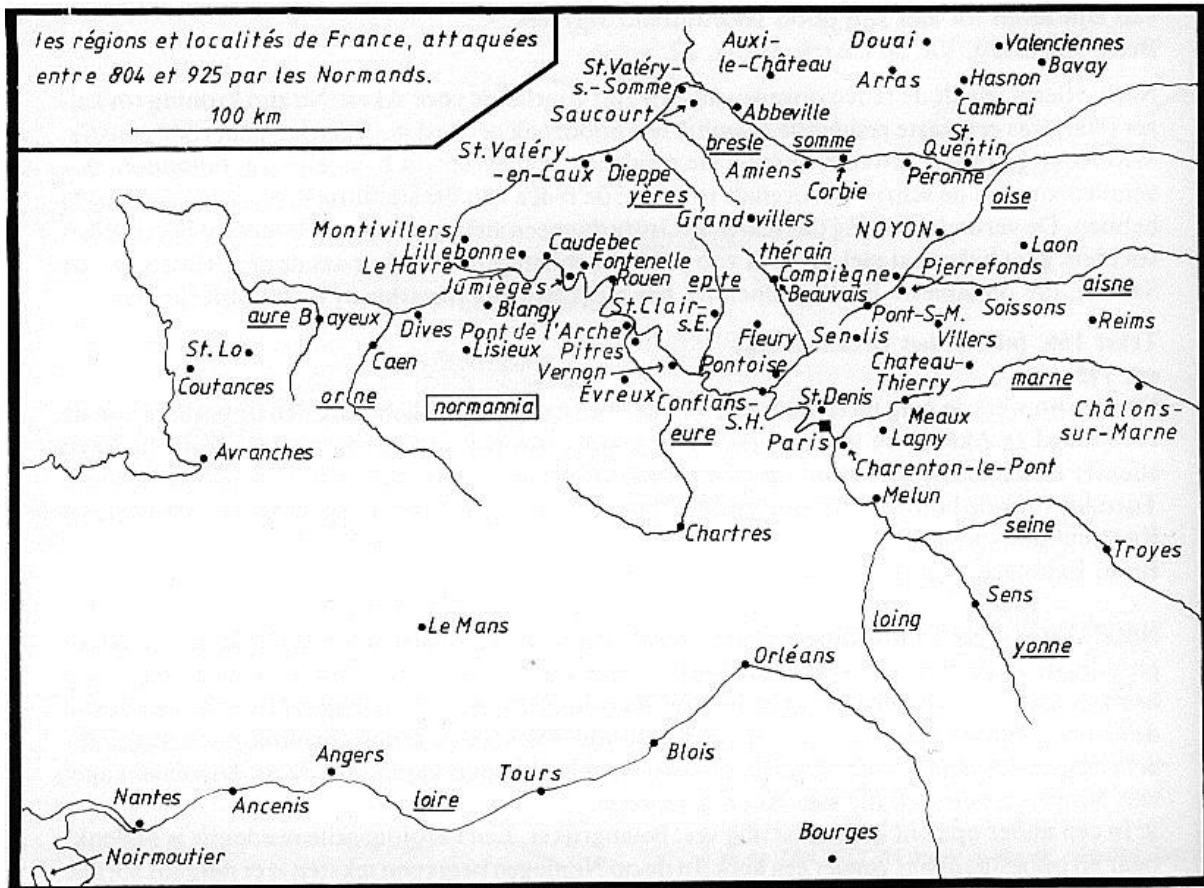 les régions et localités de France, attaquées
entre 804 et 925 par les Normands.
100 km
Auxi-
le-Château
Douai
Valenciennes
Bavay
Arras
Hasnon
Cambrai
St.Valéry-
s.-Somme
Saucourt
Abbeville
St.
Quentin
bresle
somme
St.Valéry
-en-Caux
Dieppe
Amiens
Corbie
Péronne
yères
oise
Grandvillers
NOYON
Laon
Montivillers
Lillebonne
Le Havre
Caudebec
Fontenelle
Jumièges
Rouen
thérain
Compiègne
Beauvais
Pierrefonds
aisne
epte
St.Clair-
s.E.
Pont-S.M.
Soissons
Reims
aure
Bayeux
Dives
Blangy
Pont de l'Arche
Fleury
Senlis
Villers
St.Lo
Caen
Lisieux
Pitres
Coutances
Vernon
Pontoise
Chateau-
Thierry
marne
orne
normannia
Évreux
Conflans-
S.H.
St.Denis
Meaux
Châlons-
sur-Marne
eure
Paris
Lagny
Avranches
Charenton-le-Pont
Melun
Chartres
seine
Troyes
Sens
Le Mans
loing
yonne
Orléans
Blois
Angers
Tours
Nantes
Ancenis
loire
Bourges
Noirmoutier